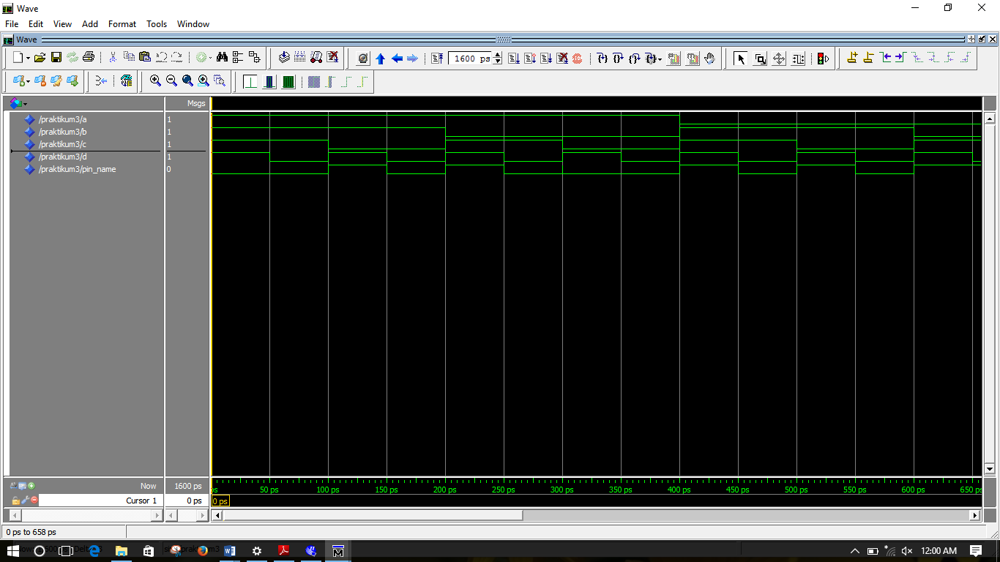 Wave
File Edit View Add Format Tools Window
Wave
1600 ps
Msgs
/praktikum3/a 1
/praktikum3/b 1
/praktikum3/c 1
/praktikum3/d 1
/praktikum3/pin_name 0
Now 1600 ps
ps 50 ps 100 ps 150 ps 200 ps 250 ps 300 ps 350 ps 400 ps 450 ps 500 ps 550 ps 600 ps 650 ps
Cursor 1 0 ps
0 ps
0 ps to 658 ps
12:00 AM